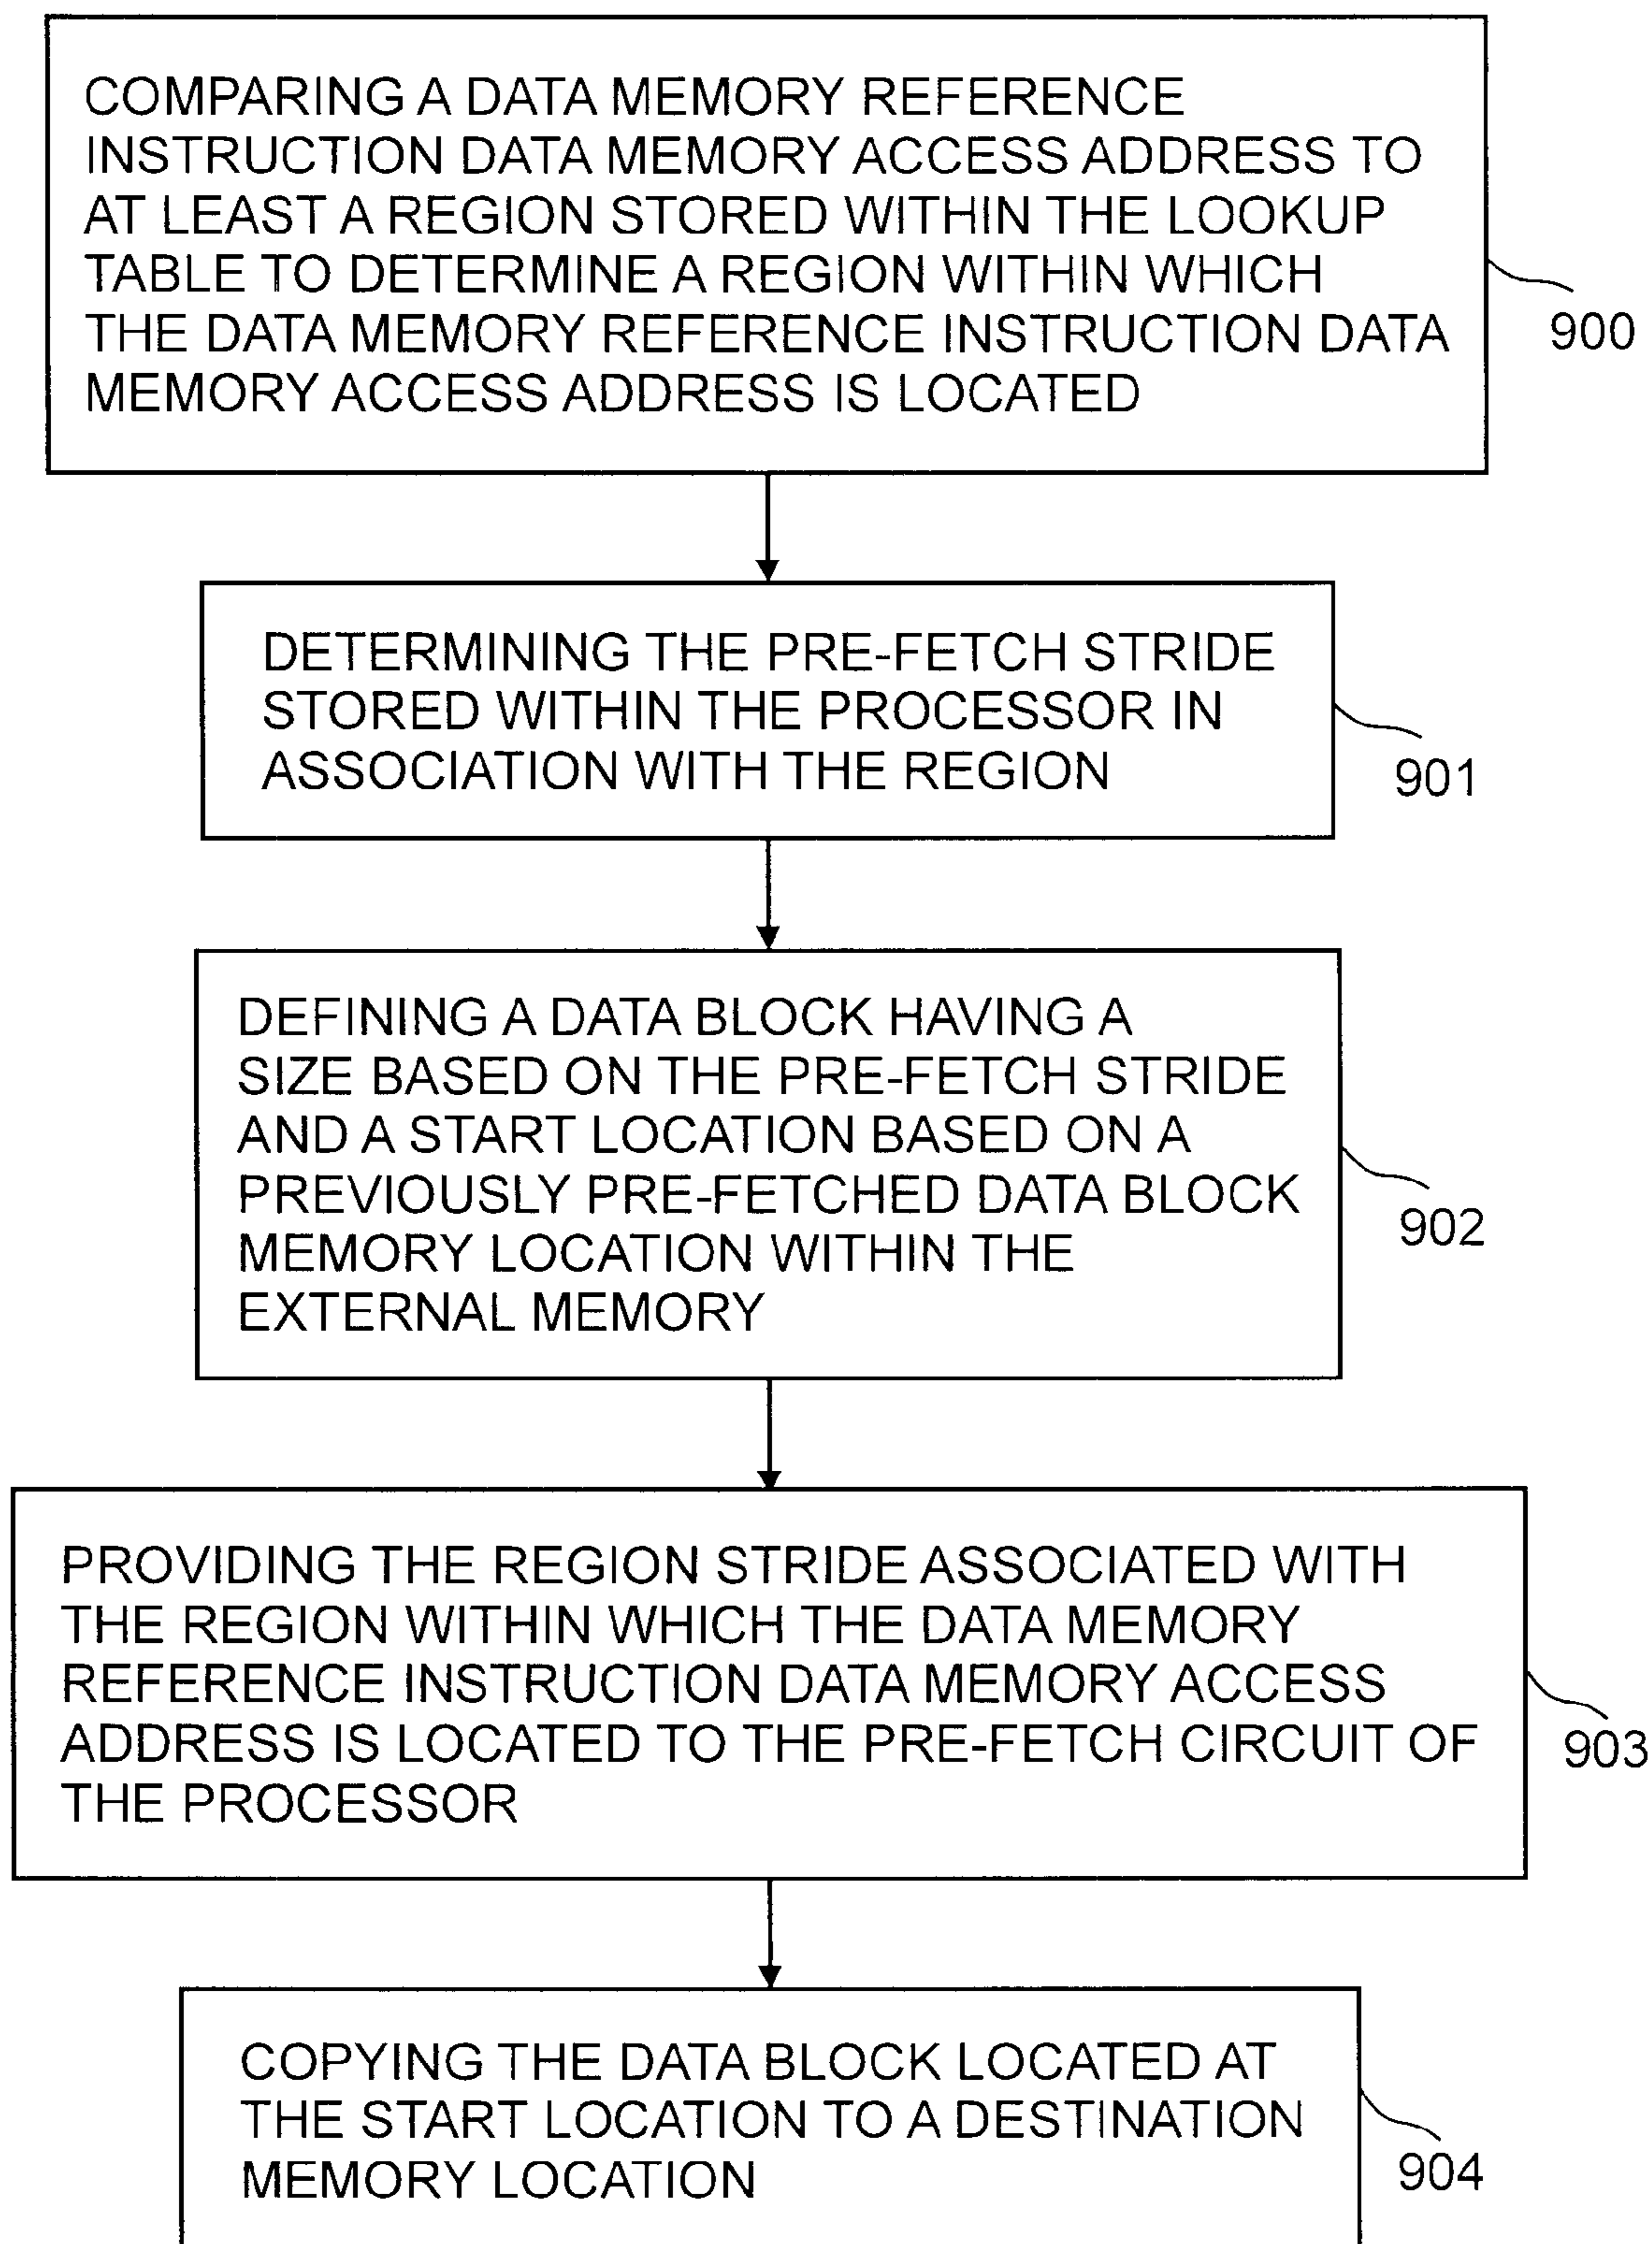 COMPARING A DATA MEMORY REFERENCE
INSTRUCTION DATA MEMORY ACCESS ADDRESS TO
AT LEAST A REGION STORED WITHIN THE LOOKUP
TABLE TO DETERMINE A REGION WITHIN WHICH
THE DATA MEMORY REFERENCE INSTRUCTION DATA
MEMORY ACCESS ADDRESS IS LOCATED
900
DETERMINING THE PRE-FETCH STRIDE
STORED WITHIN THE PROCESSOR IN
ASSOCIATION WITH THE REGION
901
DEFINING A DATA BLOCK HAVING A
SIZE BASED ON THE PRE-FETCH STRIDE
AND A START LOCATION BASED ON A
PREVIOUSLY PRE-FETCHED DATA BLOCK
MEMORY LOCATION WITHIN THE
EXTERNAL MEMORY
902
PROVIDING THE REGION STRIDE ASSOCIATED WITH
THE REGION WITHIN WHICH THE DATA MEMORY
REFERENCE INSTRUCTION DATA MEMORY ACCESS
ADDRESS IS LOCATED TO THE PRE-FETCH CIRCUIT OF
THE PROCESSOR
903
COPYING THE DATA BLOCK LOCATED AT
THE START LOCATION TO A DESTINATION
MEMORY LOCATION
904